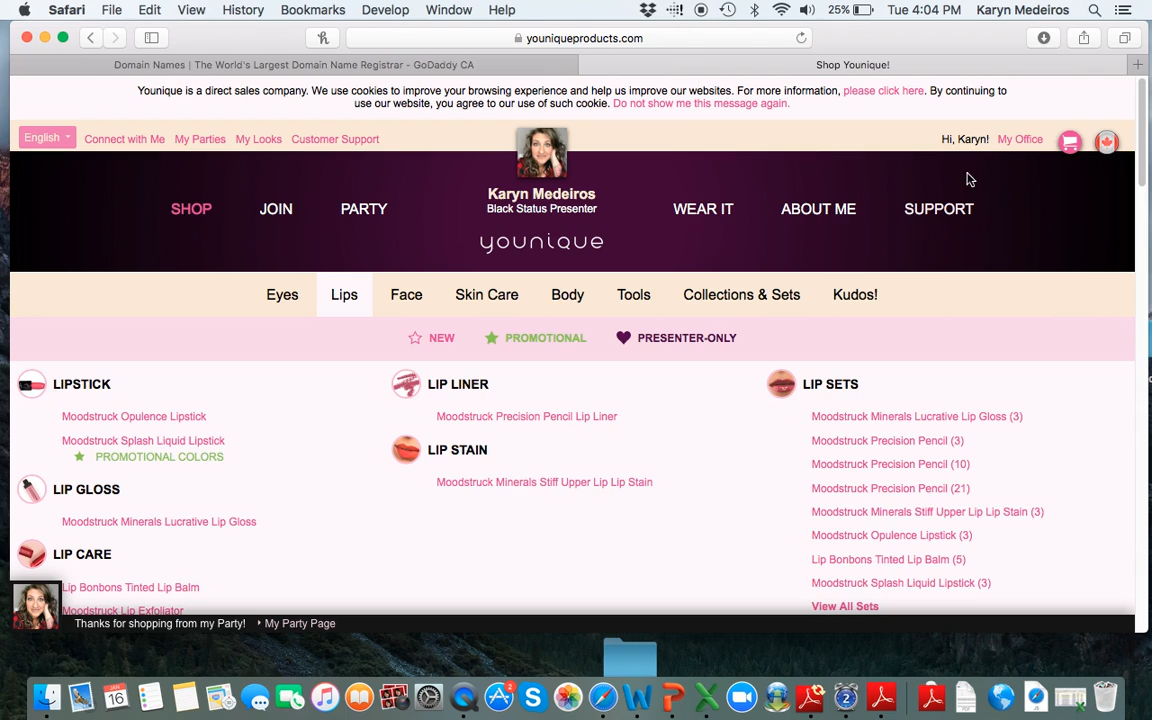 Safari File Edit View History Bookmarks Develop Window Help 25% Tue 4:04 PM Karyn Medeiros
youniqueproducts.com
Domain Names | The World's Largest Domain Name Registrar - GoDaddy CA Shop Younique!
Younique is a direct sales company. We use cookies to improve your browsing experience and help us improve our websites. For more information, please click here. By continuing to
use our website, you agree to our use of such cookie. Do not show me this message again.
English Connect with Me My Parties My Looks Customer Support Hi, Karyn! My Office
Karyn Medeiros
Black Status Presenter
SHOP JOIN PARTY WEAR IT ABOUT ME SUPPORT
younique
Eyes Lips Face Skin Care Body Tools Collections & Sets Kudos!
NEW PROMOTIONAL PRESENTER-ONLY
LIPSTICK
Moodstruck Opulence Lipstick
Moodstruck Splash Liquid Lipstick
PROMOTIONAL COLORS
LIP GLOSS
Moodstruck Minerals Lucrative Lip Gloss
LIP CARE
Lip Bonbons Tinted Lip Balm
Moodstruck Lip Exfoliator
LIP LINER
Moodstruck Precision Pencil Lip Liner
LIP STAIN
Moodstruck Minerals Stiff Upper Lip Lip Stain
LIP SETS
Moodstruck Minerals Lucrative Lip Gloss (3)
Moodstruck Precision Pencil (3)
Moodstruck Precision Pencil (10)
Moodstruck Precision Pencil (21)
Moodstruck Minerals Stiff Upper Lip Lip Stain (3)
Moodstruck Opulence Lipstick (3)
Lip Bonbons Tinted Lip Balm (5)
Moodstruck Splash Liquid Lipstick (3)
View All Sets
Thanks for shopping from my Party! My Party Page
JAN
16
2
2